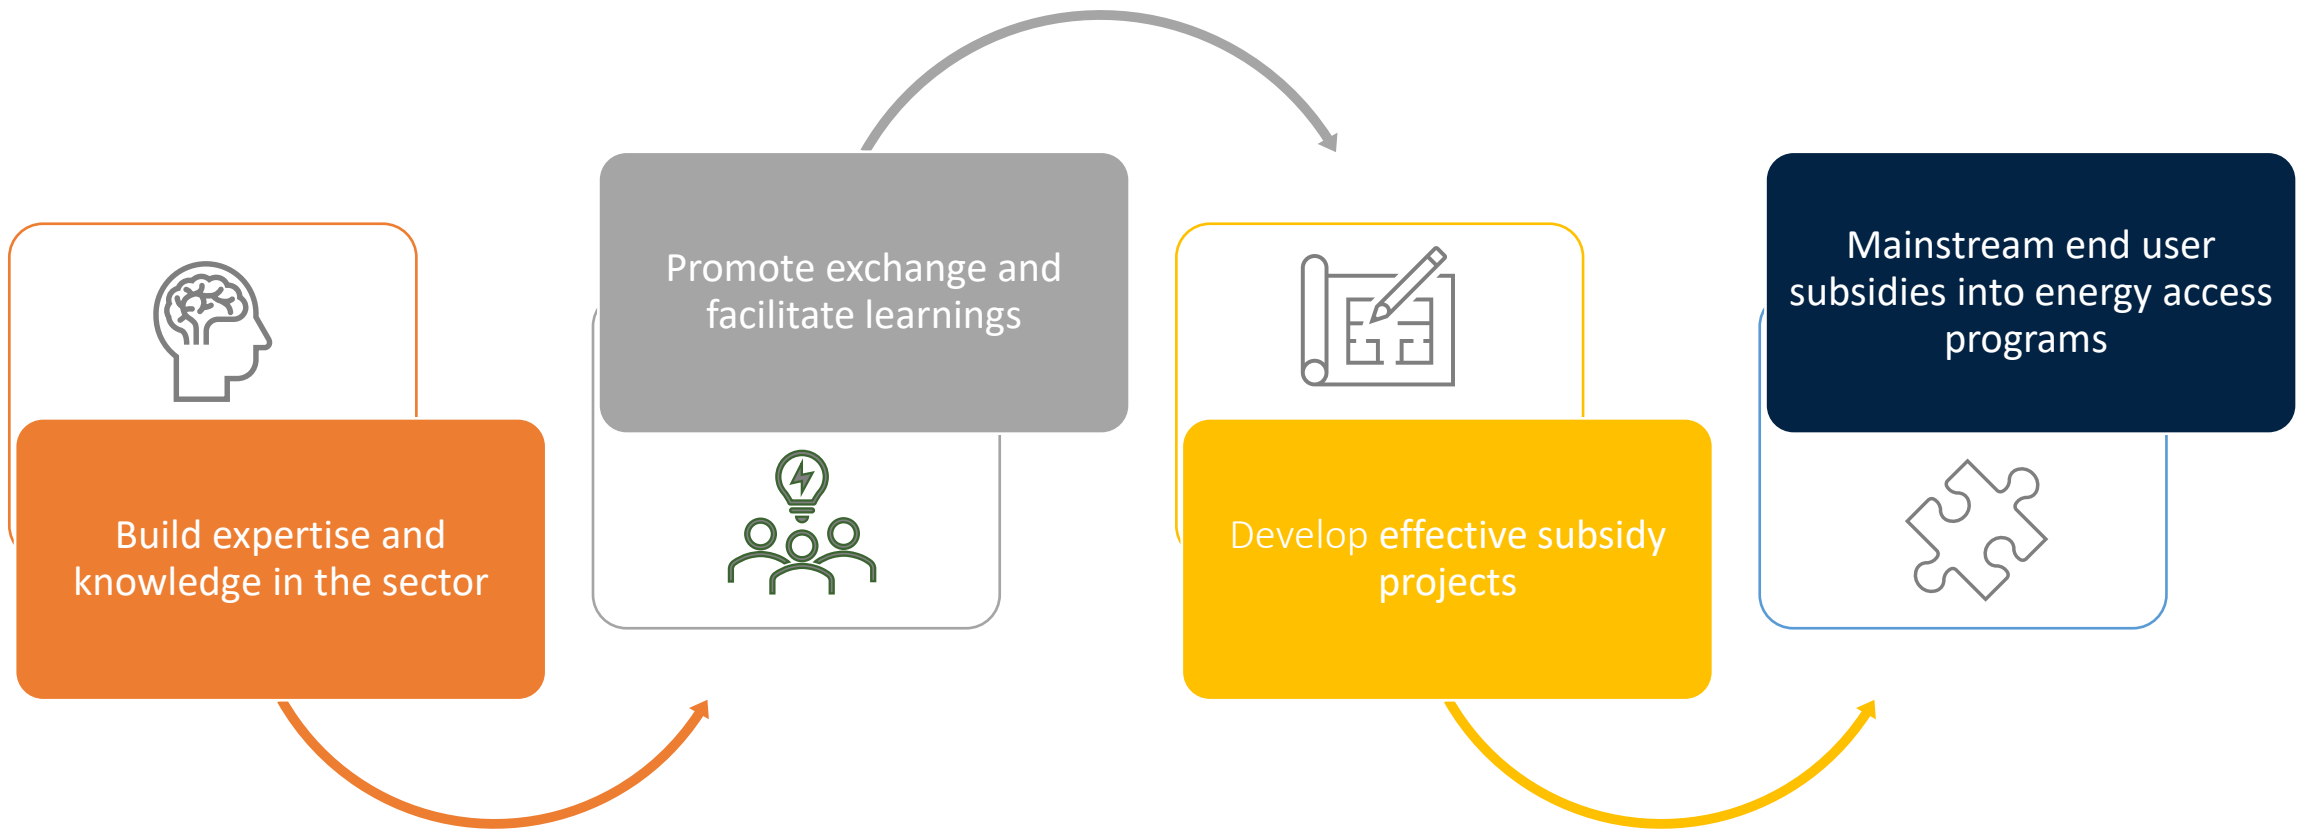 Build expertise and
knowledge in the sector
Promote exchange and
facilitate learnings
Develop effective subsidy
projects
Mainstream end user
subsidies into energy access
programs